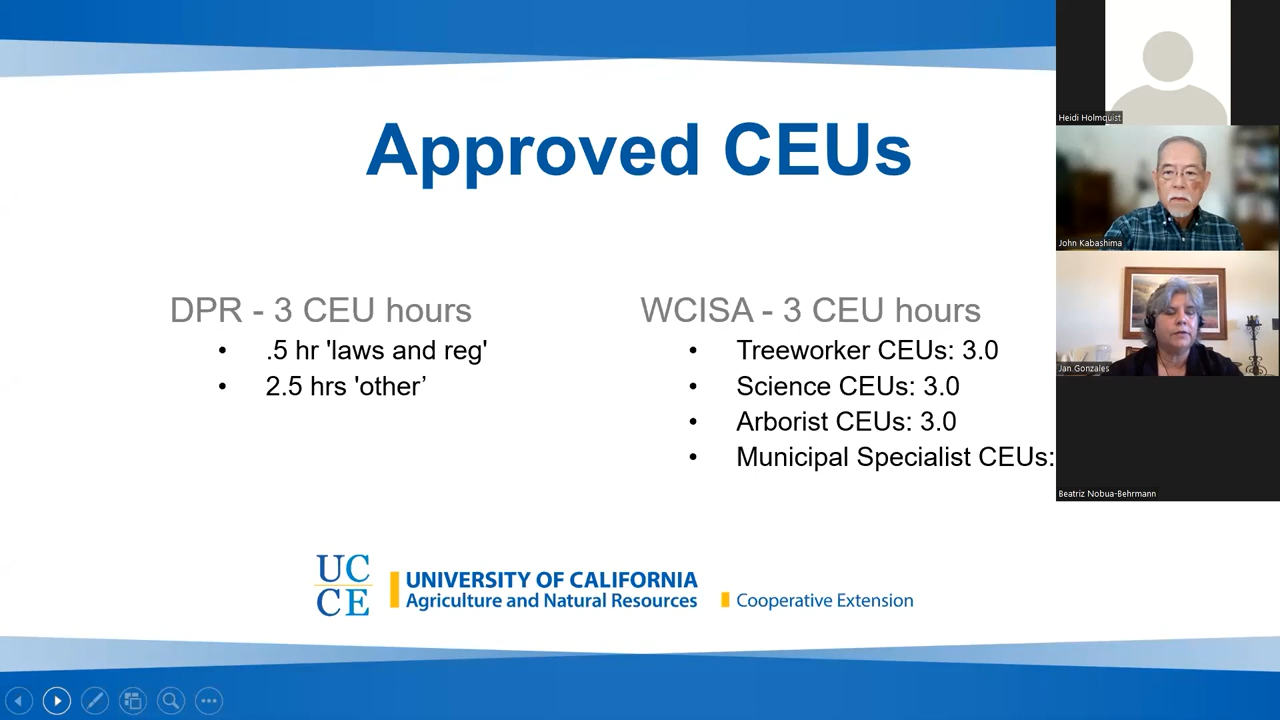 Approved CEUs
DPR - 3 CEU hours
• .5 hr 'laws and reg'
• 2.5 hrs 'other’
WCISA - 3 CEU hours
• Treeworker CEUs: 3.0
• Science CEUs: 3.0
• Arborist CEUs: 3.0
• Municipal Specialist CEUs:
UC
CE
UNIVERSITY OF CALIFORNIA
Agriculture and Natural Resources
Cooperative Extension
Heidi Holmquist
John Kabashima
Jan Gonzales
Beatriz Nobua-Behrmann